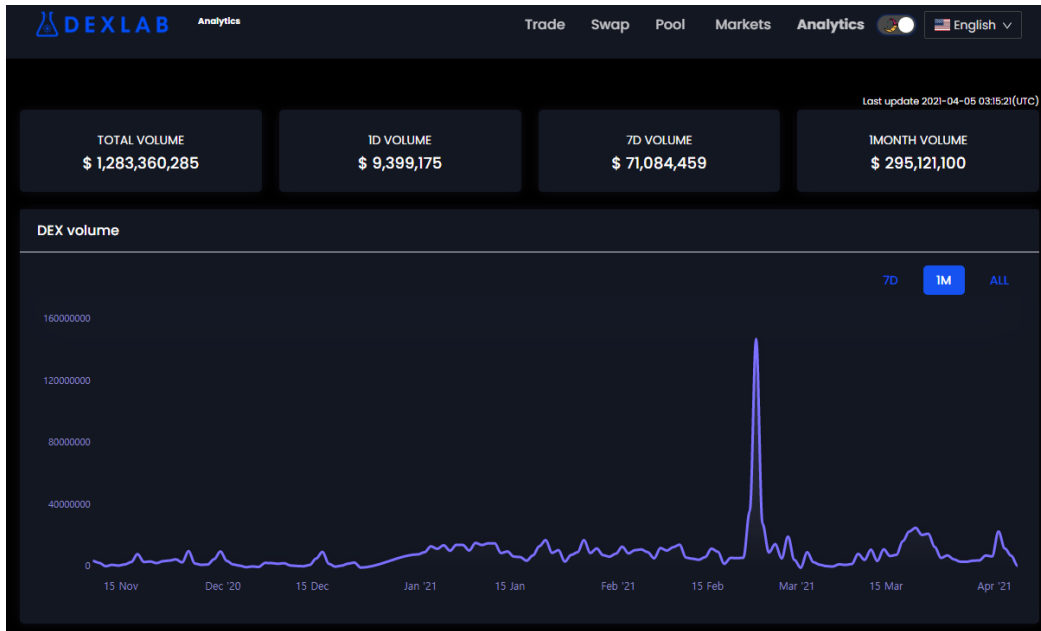 DEXLAB Analytics Trade Swap Pool Markets Analytics English
Last update 2021-04-05 03:15:21(UTC)
TOTAL VOLUME 1D VOLUME 7D VOLUME 1MONTH VOLUME
$ 1,283,360,285 $ 9,399,175 $ 71,084,459 $ 295,121,100
DEX volume
7D 1M ALL
160000000
120000000
80000000
40000000
0
15 Nov Dec '20 15 Dec Jan '21 15 Jan Feb '21 15 Feb Mar '21 15 Mar Apr '21